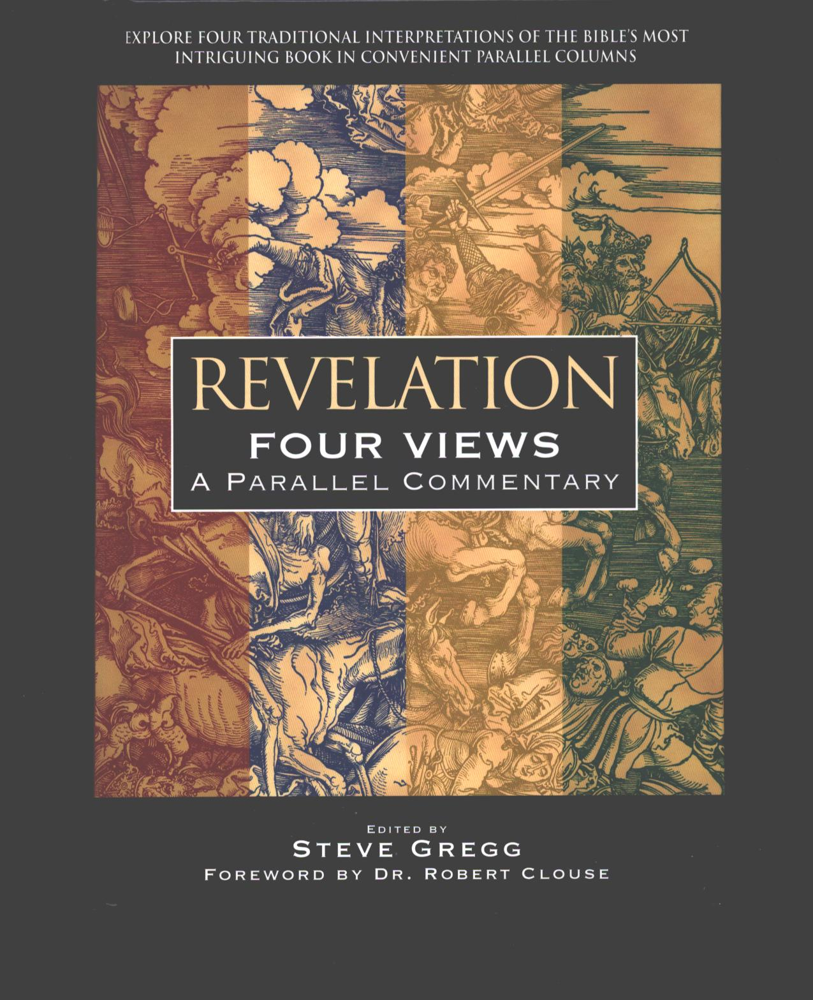 EXPLORE FOUR TRADITIONAL INTERPRETATIONS OF THE BIBLE'S MOST
INTRIGUING BOOK IN CONVENIENT PARALLEL COLUMNS
REVELATION
FOUR VIEWS
A PARALLEL COMMENTARY
EDITED BY
STEVE GREGG
FOREWORD BY DR. ROBERT CLOUSE